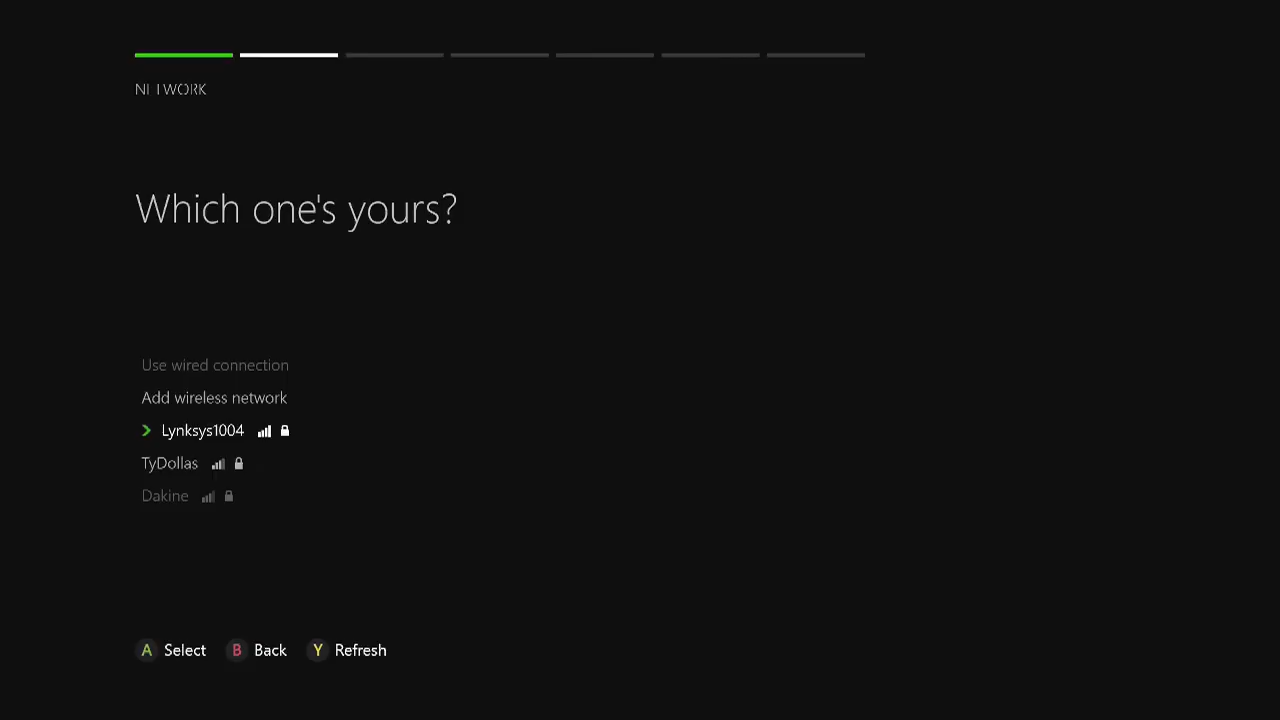 NETWORK
Which one's yours?
Use wired connection
Add wireless network
Lynksys1004
TyDollas
Dakine
A Select B Back Y Refresh